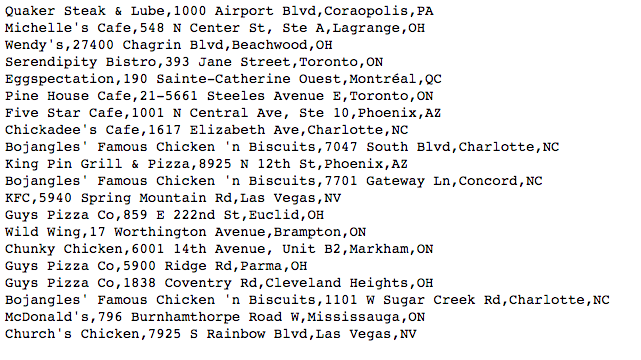 Quaker Steak & Lube,1000 Airport Blvd,Coraopolis,PA
Michelle's Cafe,548 N Center St, Ste A,Lagrange,OH
Wendy's,27400 Chagrin Blvd,Beachwood,OH
Serendipity Bistro,393 Jane Street,Toronto,ON
Eggspectation,190 Sainte-Catherine Ouest,Montréal,QC
Pine House Cafe,21-5661 Steeles Avenue E,Toronto,ON
Five Star Cafe,1001 N Central Ave, Ste 10,Phoenix,AZ
Chickadee's Cafe,1617 Elizabeth Ave,Charlotte,NC
Bojangles' Famous Chicken 'n Biscuits,7047 South Blvd,Charlotte,NC
King Pin Grill & Pizza,8925 N 12th St,Phoenix,AZ
Bojangles' Famous Chicken 'n Biscuits,7701 Gateway Ln,Concord,NC
KFC,5940 Spring Mountain Rd,Las Vegas,NV
Guys Pizza Co,859 E 222nd St,Euclid,OH
Wild Wing,17 Worthington Avenue,Brampton,ON
Chunky Chicken,6001 14th Avenue, Unit B2,Markham,ON
Guys Pizza Co,5900 Ridge Rd,Parma,OH
Guys Pizza Co,1838 Coventry Rd,Cleveland Heights,OH
Bojangles' Famous Chicken 'n Biscuits,1101 W Sugar Creek Rd,Charlotte,NC
McDonald's,796 Burnhamthorpe Road W,Mississauga,ON
Church's Chicken,7925 S Rainbow Blvd,Las Vegas,NV